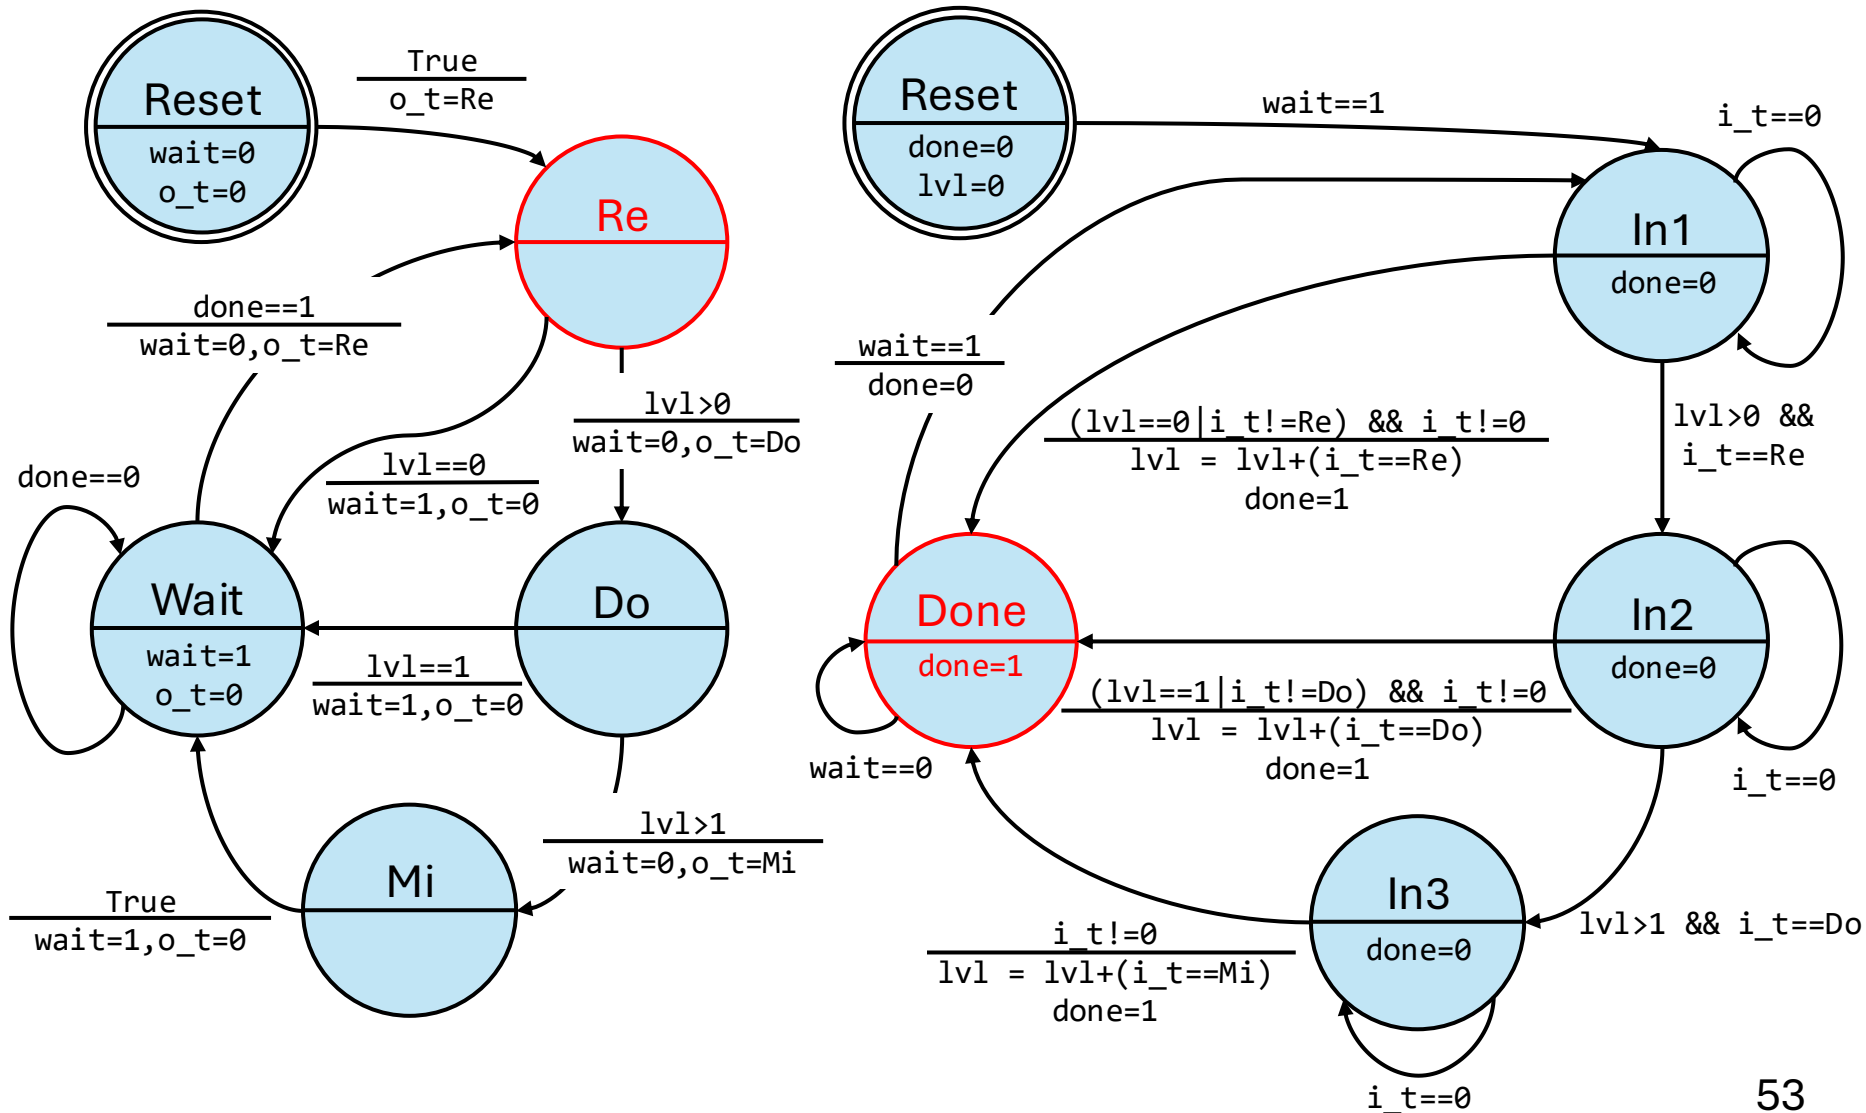 Reset
wait=0
o_t=0
True
o_t=Re
Re
done==1
wait=0,o_t=Re
lvl==0
wait=1,o_t=0
lvl>0
wait=0,o_t=Do
done==0
Wait
wait=1
o_t=0
Do
lvl==1
wait=1,o_t=0
lvl>1
wait=0,o_t=Mi
Mi
True
wait=1,o_t=0
Reset
done=0
lvl=0
wait==1
i_t==0
In1
done=0
wait==1
done=0
(lvl==0|i_t!=Re) && i_t!=0
lvl = lvl+(i_t==Re)
done=1
lvl>0 &&
i_t==Re
Done
done=1
wait==0
In2
done=0
(lvl==1|i_t!=Do) && i_t!=0
lvl = lvl+(i_t==Do)
done=1
i_t==0
lvl>1 && i_t==Do
In3
done=0
i_t!=0
lvl = lvl+(i_t==Mi)
done=1
i_t==0
53